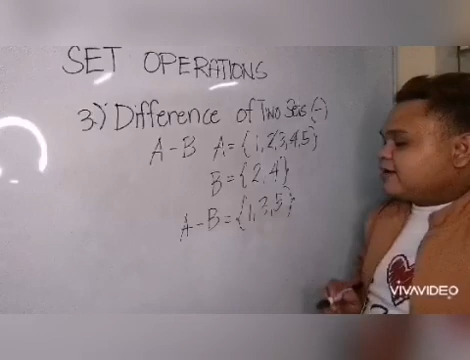 SET OPERATIONS
3.) Difference of Two Sets (-)
A-B A={1,2,3,4,5}
B={2,4}
A-B={1,3,5}
VIVAVIDEO